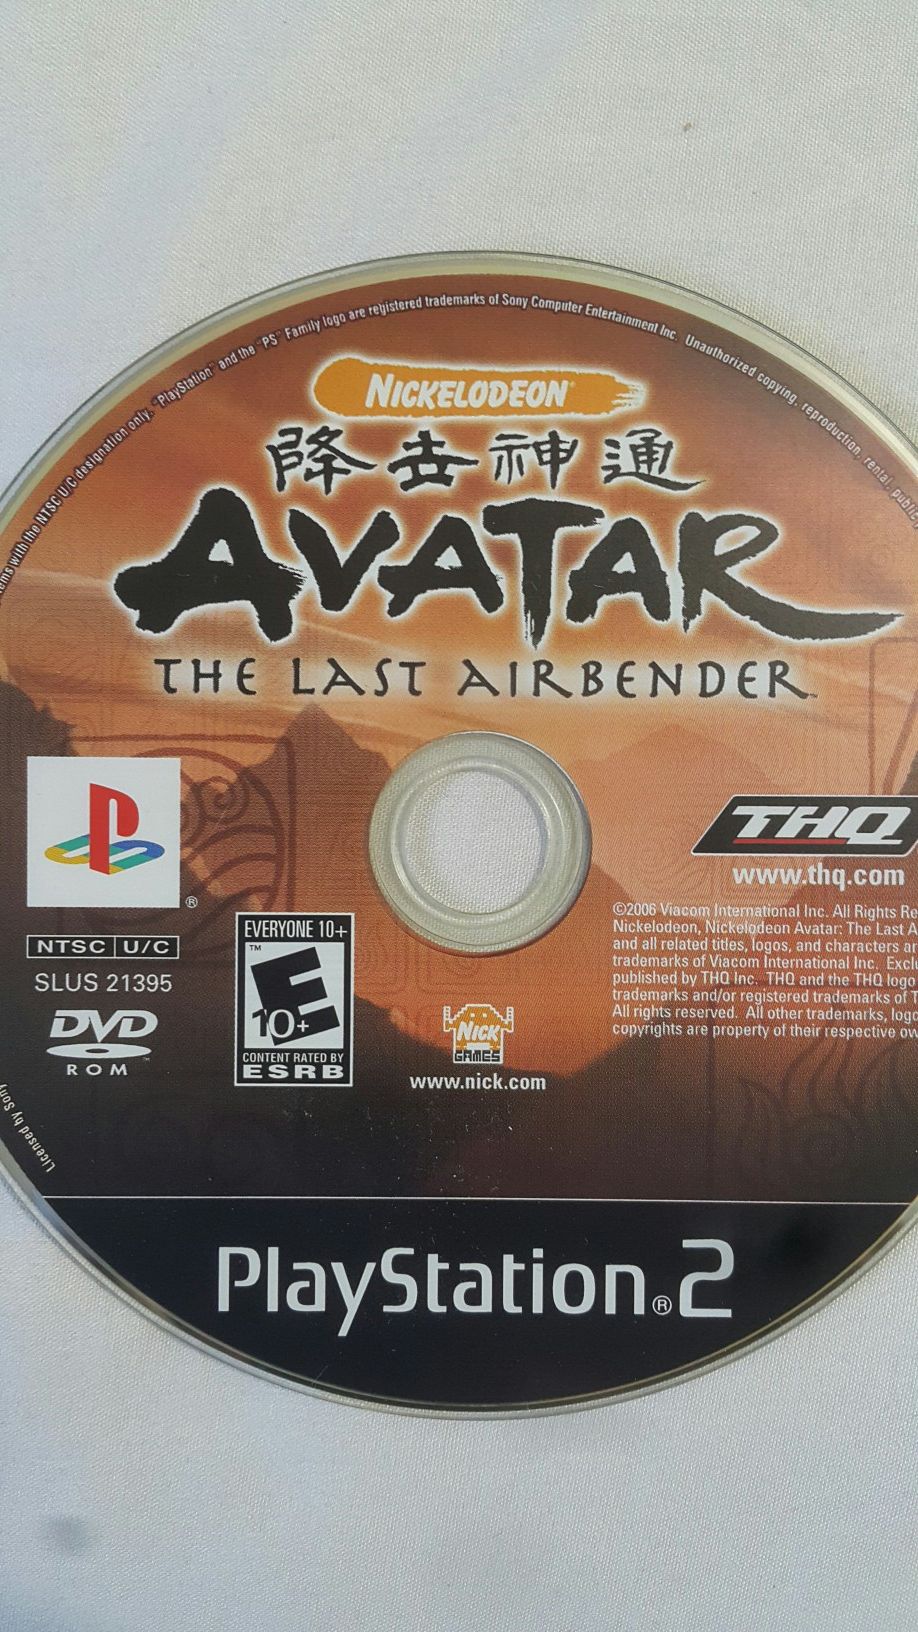 ms with the NTSC U/C designation only. "PlayStation" and the "PS" Family logo are registered trademarks of Sony Computer Entertainment Inc. Unauthorized copying, reproduction, rental, publ
NICKELODEON
降世神通
AVATAR
THE LAST AIRBENDER™
®
NTSC U/C
SLUS 21395
DVD
ROM
EVERYONE 10+
™
E
10+
CONTENT RATED BY
ESRB
NICK
GAMES
www.nick.com
THQ
www.thq.com
©2006 Viacom International Inc. All Rights Re
Nickelodeon, Nickelodeon Avatar: The Last A
and all related titles, logos, and characters ar
trademarks of Viacom International Inc. Exclu
published by THQ Inc. THQ and the THQ logo
trademarks and/or registered trademarks of T
All rights reserved. All other trademarks, logo
copyrights are property of their respective ow
Licensed by Sony
PlayStation®2